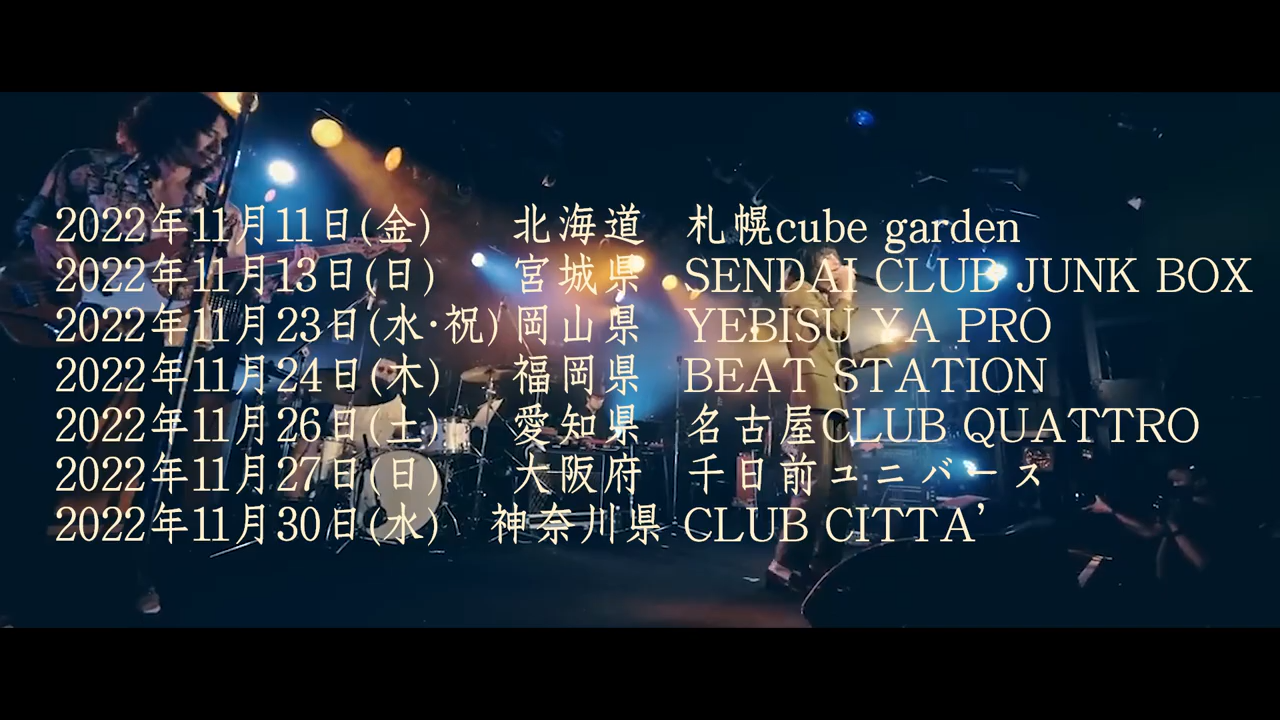 2022年11月11日(金) 北海道 札幌cube garden
2022年11月13日(日) 宮城県 SENDAI CLUB JUNK BOX
2022年11月23日(水・祝) 岡山県 YEBISU YA PRO
2022年11月24日(木) 福岡県 BEAT STATION
2022年11月26日(土) 愛知県 名古屋CLUB QUATTRO
2022年11月27日(日) 大阪府 千日前ユニバース
2022年11月30日(水) 神奈川県 CLUB CITTA’